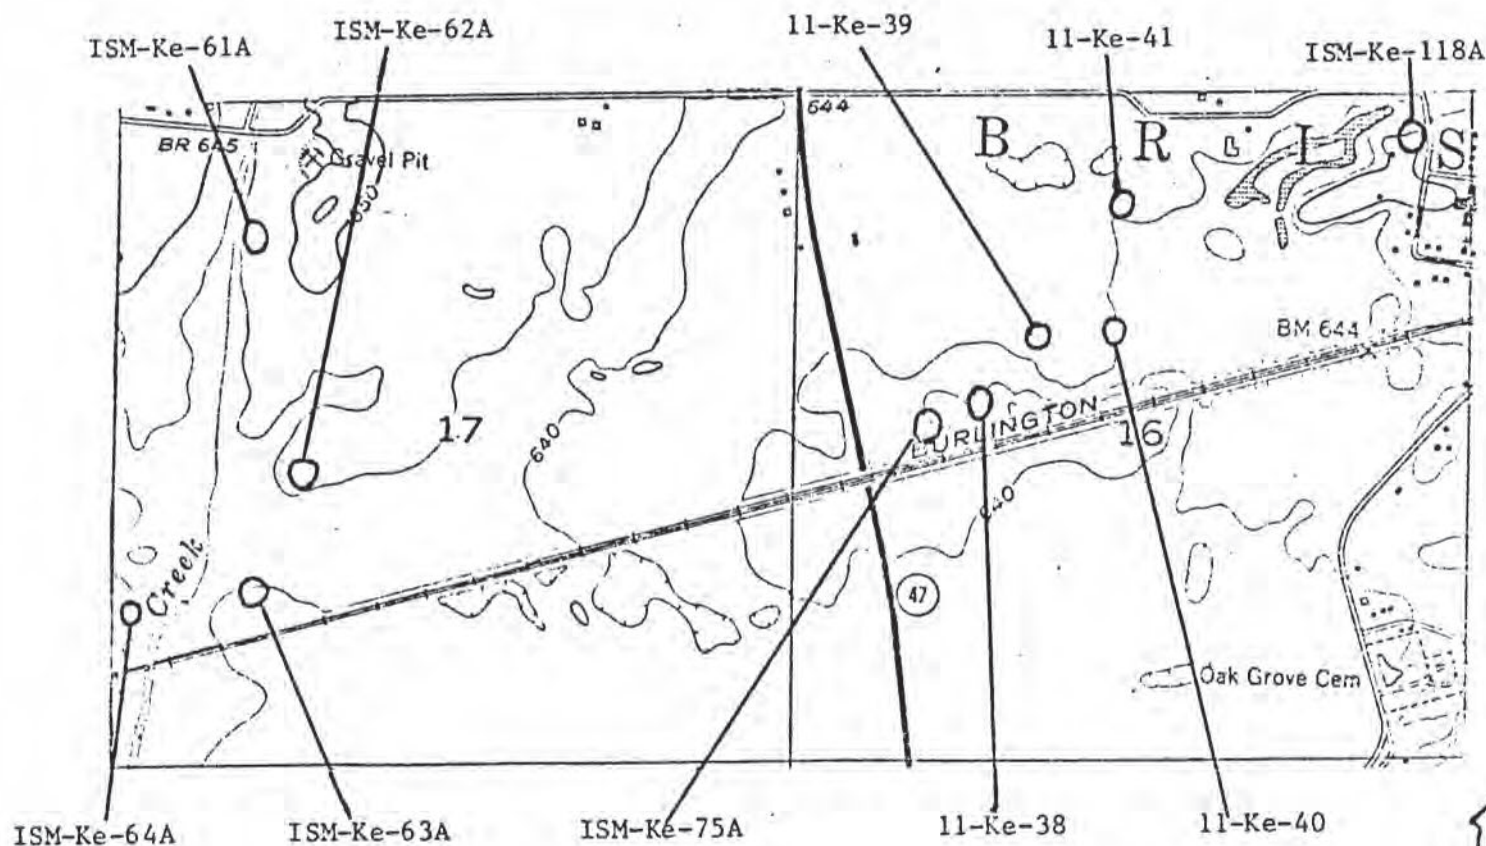 ISM-Ke-61A
ISM-Ke-62A
11-Ke-39
11-Ke-41
ISM-Ke-118A
644
B R L S
BR 645
Gravel Pit
650
BM 644
17
640
BURLINGTON
16
640
Creek
47
Oak Grove Cem
ISM-Ke-64A
ISM-Ke-63A
ISM-Ke-75A
11-Ke-38
11-Ke-40